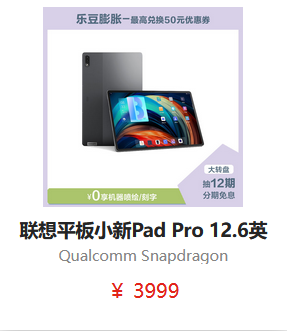 乐豆膨胀-最高兑换50元优惠券
大转盘
抽12期
分期免息
¥0享机器喷绘/刻字
联想平板小新Pad Pro 12.6英
Qualcomm Snapdragon
¥ 3999